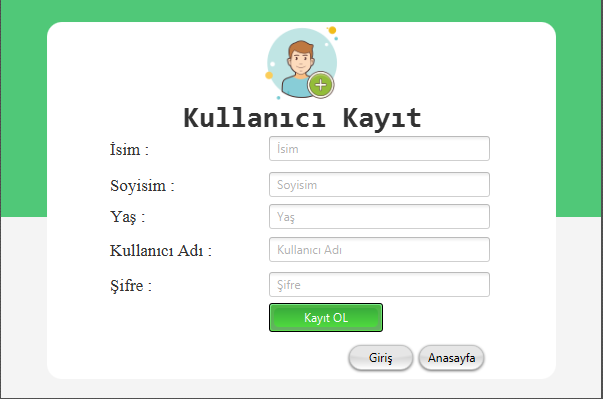 Kullanıcı Kayıt
İsim : İsim
Soyisim : Soyisim
Yaş : Yaş
Kullanıcı Adı : Kullanıcı Adı
Şifre : Şifre
Kayıt OL
Giriş Anasayfa